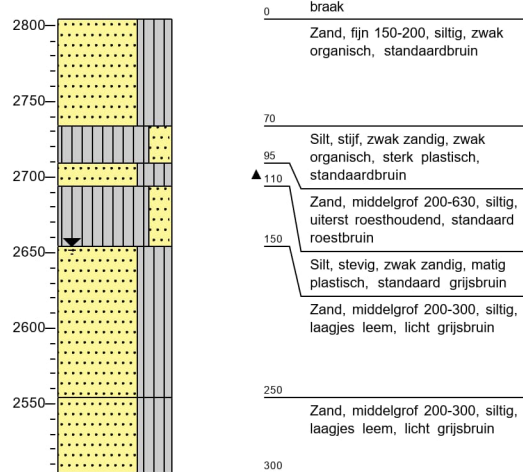 braak
0
2800
Zand, fijn 150-200, siltig, zwak
organisch, standaardbruin
2750
70
Silt, stijf, zwak zandig, zwak
organisch, sterk plastisch,
standaardbruin
95
2700
110
Zand, middelgrof 200-630, siltig,
uiterst roesthoudend, standaard
roestbruin
150
2650
Silt, stevig, zwak zandig, matig
plastisch, standaard grijsbruin
Zand, middelgrof 200-300, siltig,
laagjes leem, licht grijsbruin
2600
250
2550
Zand, middelgrof 200-300, siltig,
laagjes leem, licht grijsbruin
300